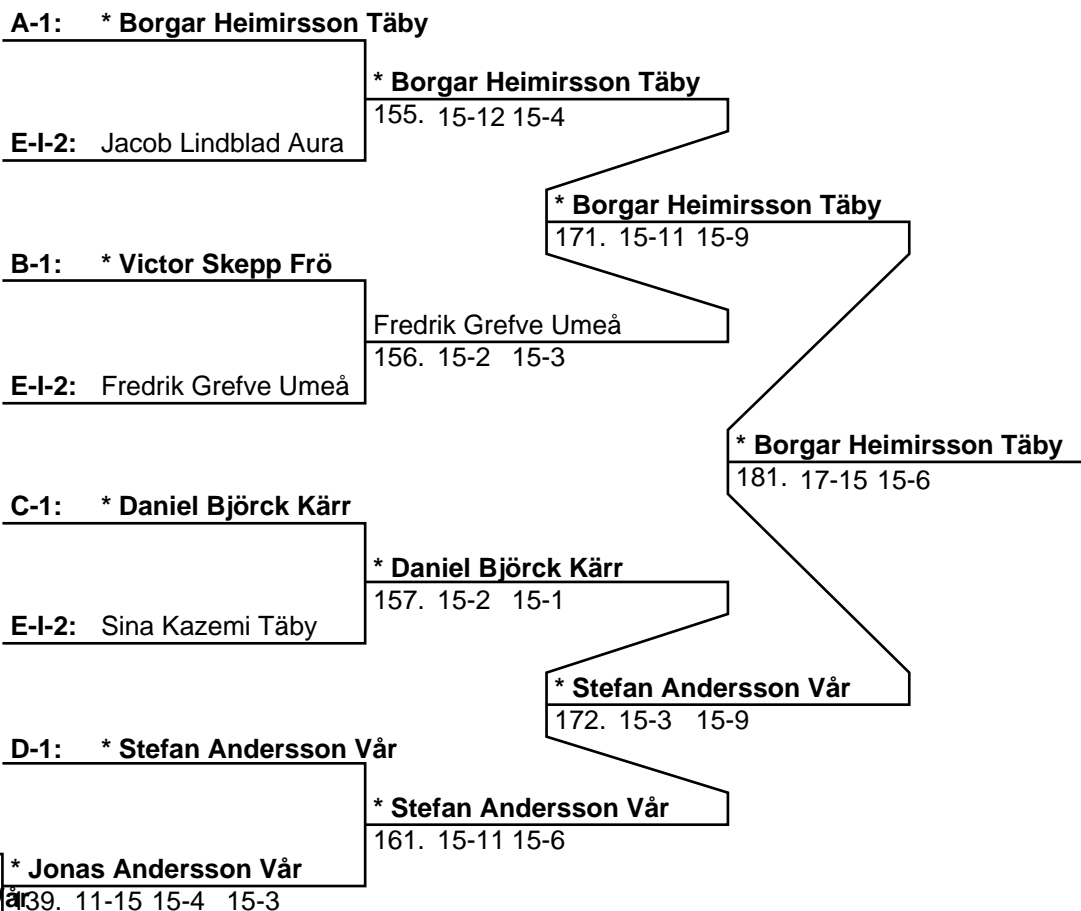 A-1: * Borgar Heimirsson Täby
* Borgar Heimirsson Täby
155. 15-12 15-4
E-I-2: Jacob Lindblad Aura
* Borgar Heimirsson Täby
171. 15-11 15-9
B-1: * Victor Skepp Frö
Fredrik Grefve Umeå
156. 15-2 15-3
E-I-2: Fredrik Grefve Umeå
* Borgar Heimirsson Täby
181. 17-15 15-6
C-1: * Daniel Björck Kärr
* Daniel Björck Kärr
157. 15-2 15-1
E-I-2: Sina Kazemi Täby
* Stefan Andersson Vår
172. 15-3 15-9
D-1: * Stefan Andersson Vår
* Stefan Andersson Vår
161. 15-11 15-6
* Jonas Andersson Vår
139. 11-15 15-4 15-3